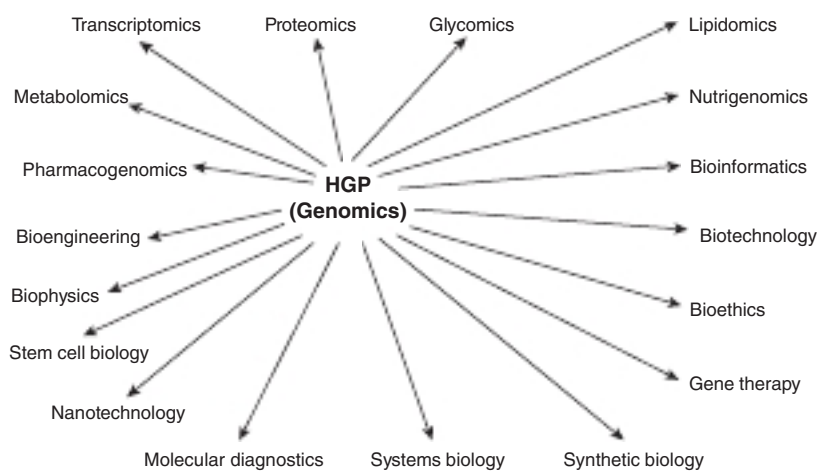 Transcriptomics
Proteomics
Glycomics
Lipidomics
Metabolomics
Nutrigenomics
Pharmacogenomics
Bioinformatics
HGP
(Genomics)
Bioengineering
Biotechnology
Biophysics
Bioethics
Stem cell biology
Gene therapy
Nanotechnology
Molecular diagnostics
Systems biology
Synthetic biology